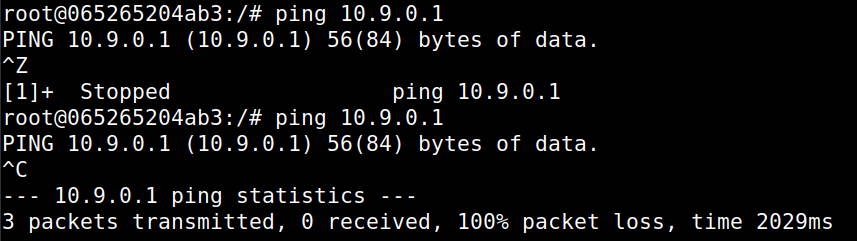 root@065265204ab3:/# ping 10.9.0.1
PING 10.9.0.1 (10.9.0.1) 56(84) bytes of data.
^Z
[1]+  Stopped                 ping 10.9.0.1
root@065265204ab3:/# ping 10.9.0.1
PING 10.9.0.1 (10.9.0.1) 56(84) bytes of data.
^C
--- 10.9.0.1 ping statistics ---
3 packets transmitted, 0 received, 100% packet loss, time 2029ms